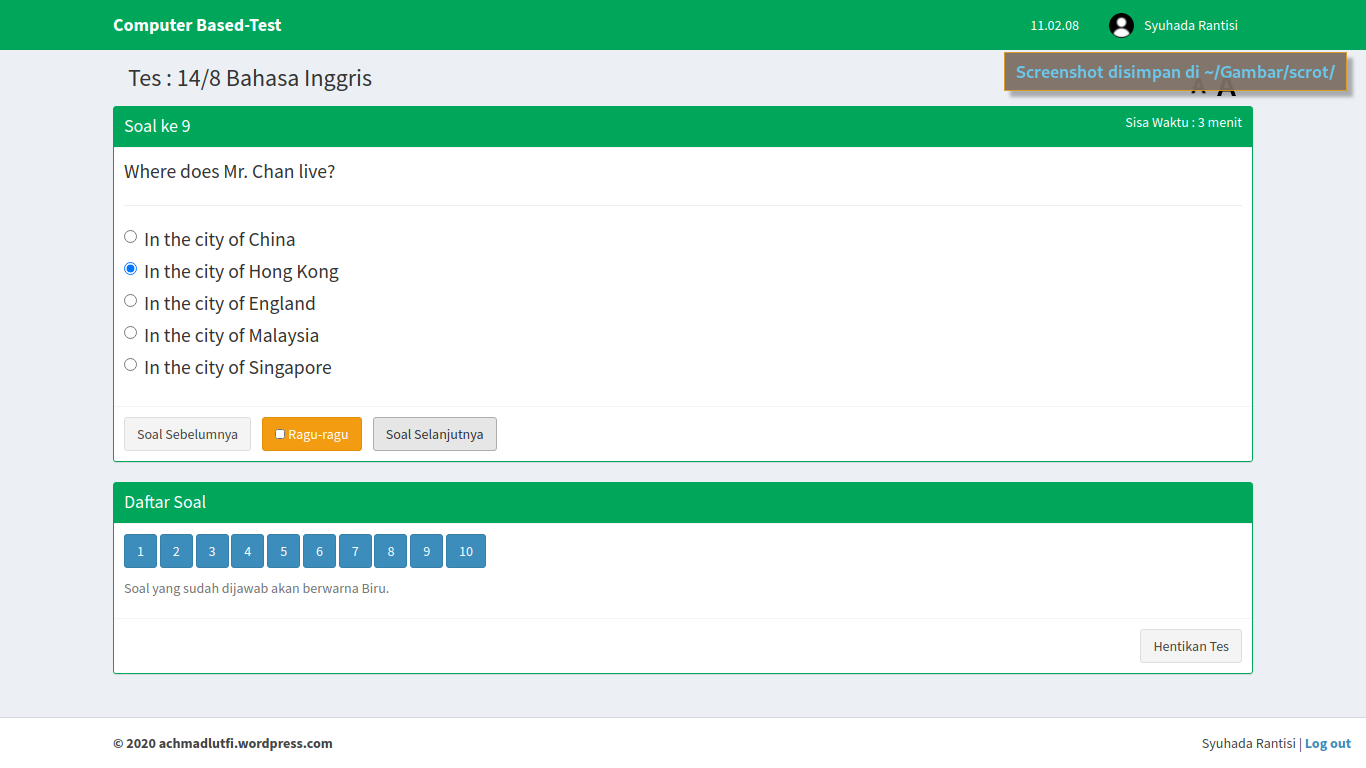 Computer Based-Test
11.02.08
Syuhada Rantisi
Tes : 14/8 Bahasa Inggris
Screenshot disimpan di ~/Gambar/scrot/
A A
Soal ke 9
Sisa Waktu : 3 menit
Where does Mr. Chan live?
In the city of China
In the city of Hong Kong
In the city of England
In the city of Malaysia
In the city of Singapore
Soal Sebelumnya
Ragu-ragu
Soal Selanjutnya
Daftar Soal
1 2 3 4 5 6 7 8 9 10
Soal yang sudah dijawab akan berwarna Biru.
Hentikan Tes
© 2020 achmadlutfi.wordpress.com
Syuhada Rantisi | Log out